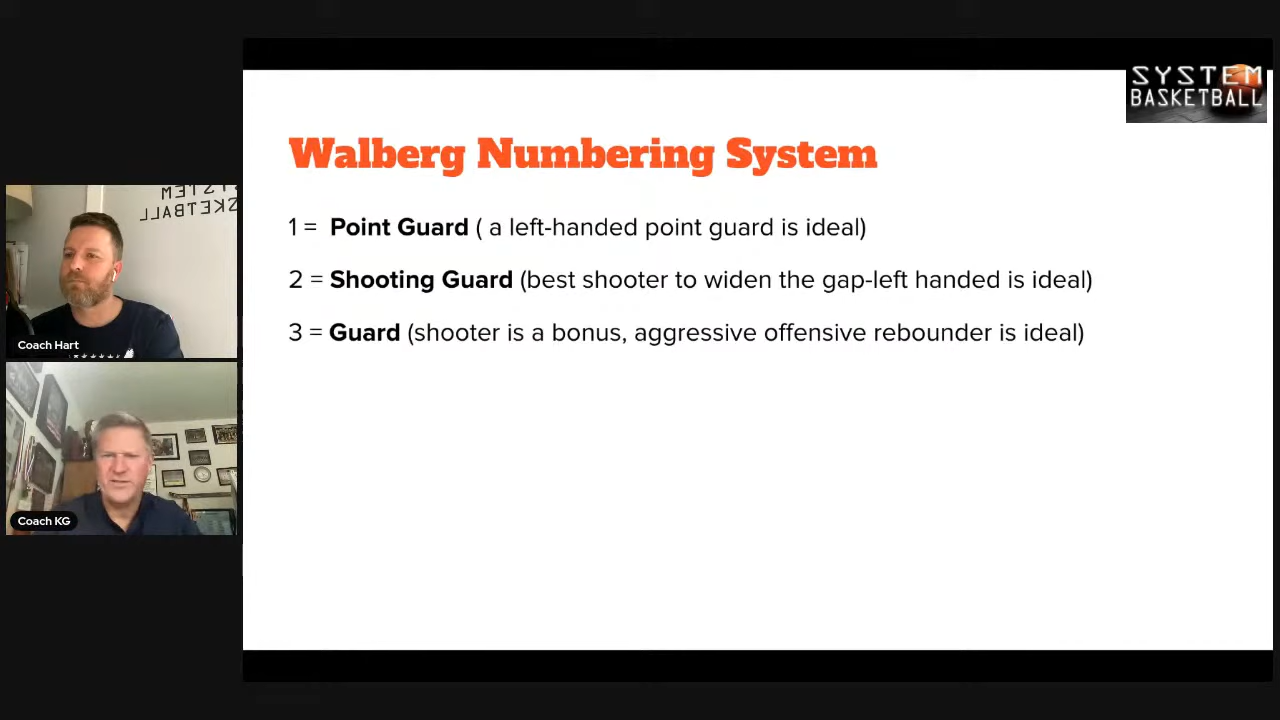 SYSTEM
BASKETBALL
Walberg Numbering System
1 = Point Guard ( a left-handed point guard is ideal)
2 = Shooting Guard (best shooter to widen the gap-left handed is ideal)
3 = Guard (shooter is a bonus, aggressive offensive rebounder is ideal)
SYSTEM
BASKETBALL
Coach Hart
Coach KG